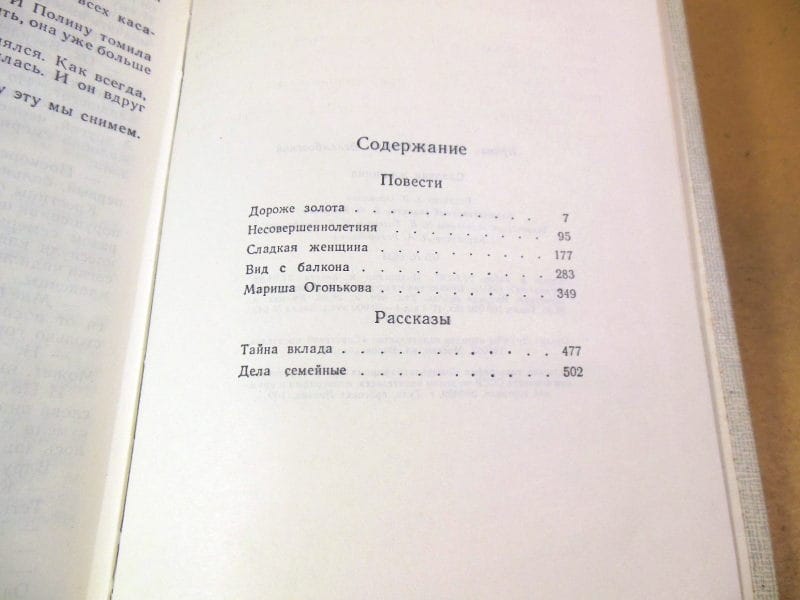 всех каса-
И Полину томила
ить, она уже больше
нялся. Как всегда,
илась. И он вдруг
у эту мы снимем.
Содержание
Повести
Дороже золота . . . . . . . . . . 7
Несовершеннолетняя . . . . . . . . 95
Сладкая женщина . . . . . . . . . 177
Вид с балкона . . . . . . . . . . 283
Мариша Огонькова . . . . . . . . . 349
Рассказы
Тайна вклада . . . . . . . . . . . 477
Дела семейные . . . . . . . . . . 502